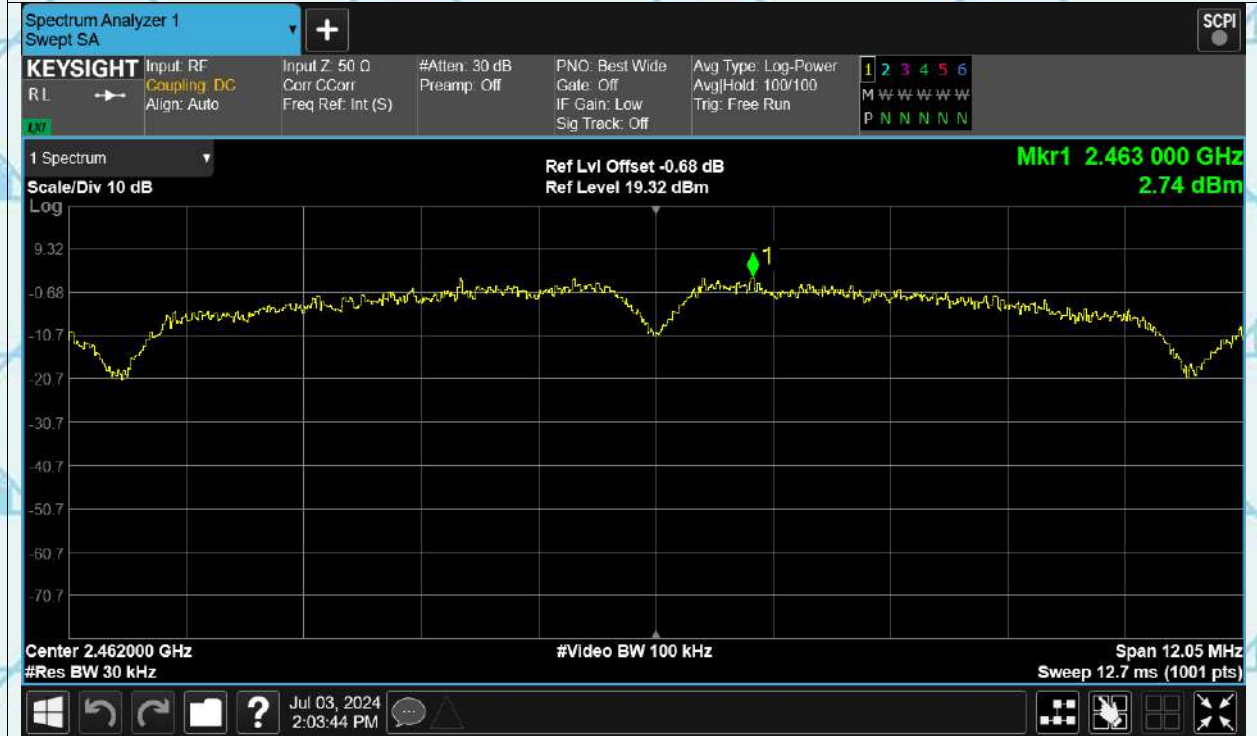 Spectrum Analyzer 1
Swept SA
+
SCPI
KEYSIGHT
RL
LXI
Input: RF
Coupling: DC
Align: Auto
Input Z: 50 Ω
Corr CCorr
Freq Ref: Int (S)
#Atten: 30 dB
Preamp: Off
PNO: Best Wide
Gate: Off
IF Gain: Low
Sig Track: Off
Avg Type: Log-Power
Avg|Hold: 100/100
Trig: Free Run
1 2 3 4 5 6
M W W W W W
P N N N N N
1 Spectrum
Scale/Div 10 dB
Ref Lvl Offset -0.68 dB
Ref Level 19.32 dBm
Mkr1 2.463 000 GHz
2.74 dBm
Log
1
9.32
-0.68
-10.7
-20.7
-30.7
-40.7
-50.7
-60.7
-70.7
Center 2.462000 GHz
#Video BW 100 kHz
Span 12.05 MHz
#Res BW 30 kHz
Sweep 12.7 ms (1001 pts)
?
Jul 03, 2024
2:03:44 PM